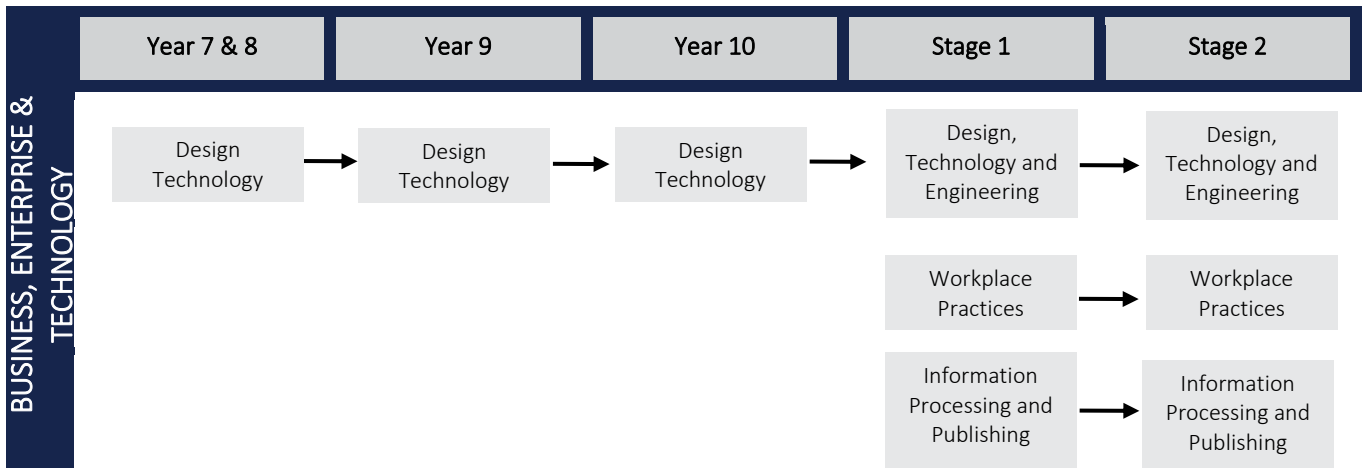 BUSINESS, ENTERPRISE &
TECHNOLOGY
Year 7 & 8
Year 9
Year 10
Stage 1
Stage 2
Design
Technology
Design
Technology
Design
Technology
Design,
Technology and
Engineering
Design,
Technology and
Engineering
Workplace
Practices
Workplace
Practices
Information
Processing and
Publishing
Information
Processing and
Publishing